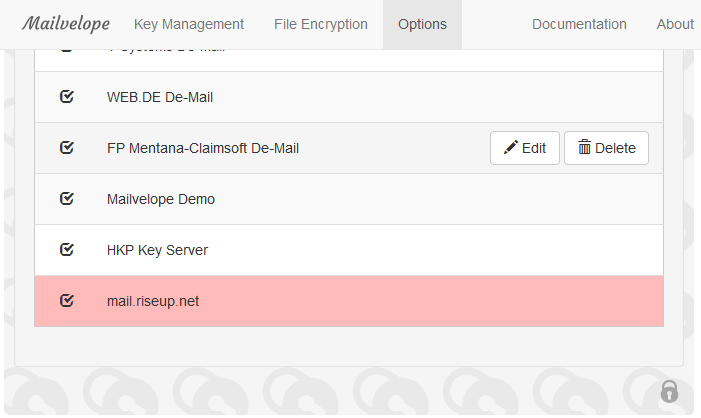 Mailvelope Key Management File Encryption Options Documentation About
WEB.DE De-Mail
FP Mentana-Claimsoft De-Mail Edit Delete
Mailvelope Demo
HKP Key Server
mail.riseup.net